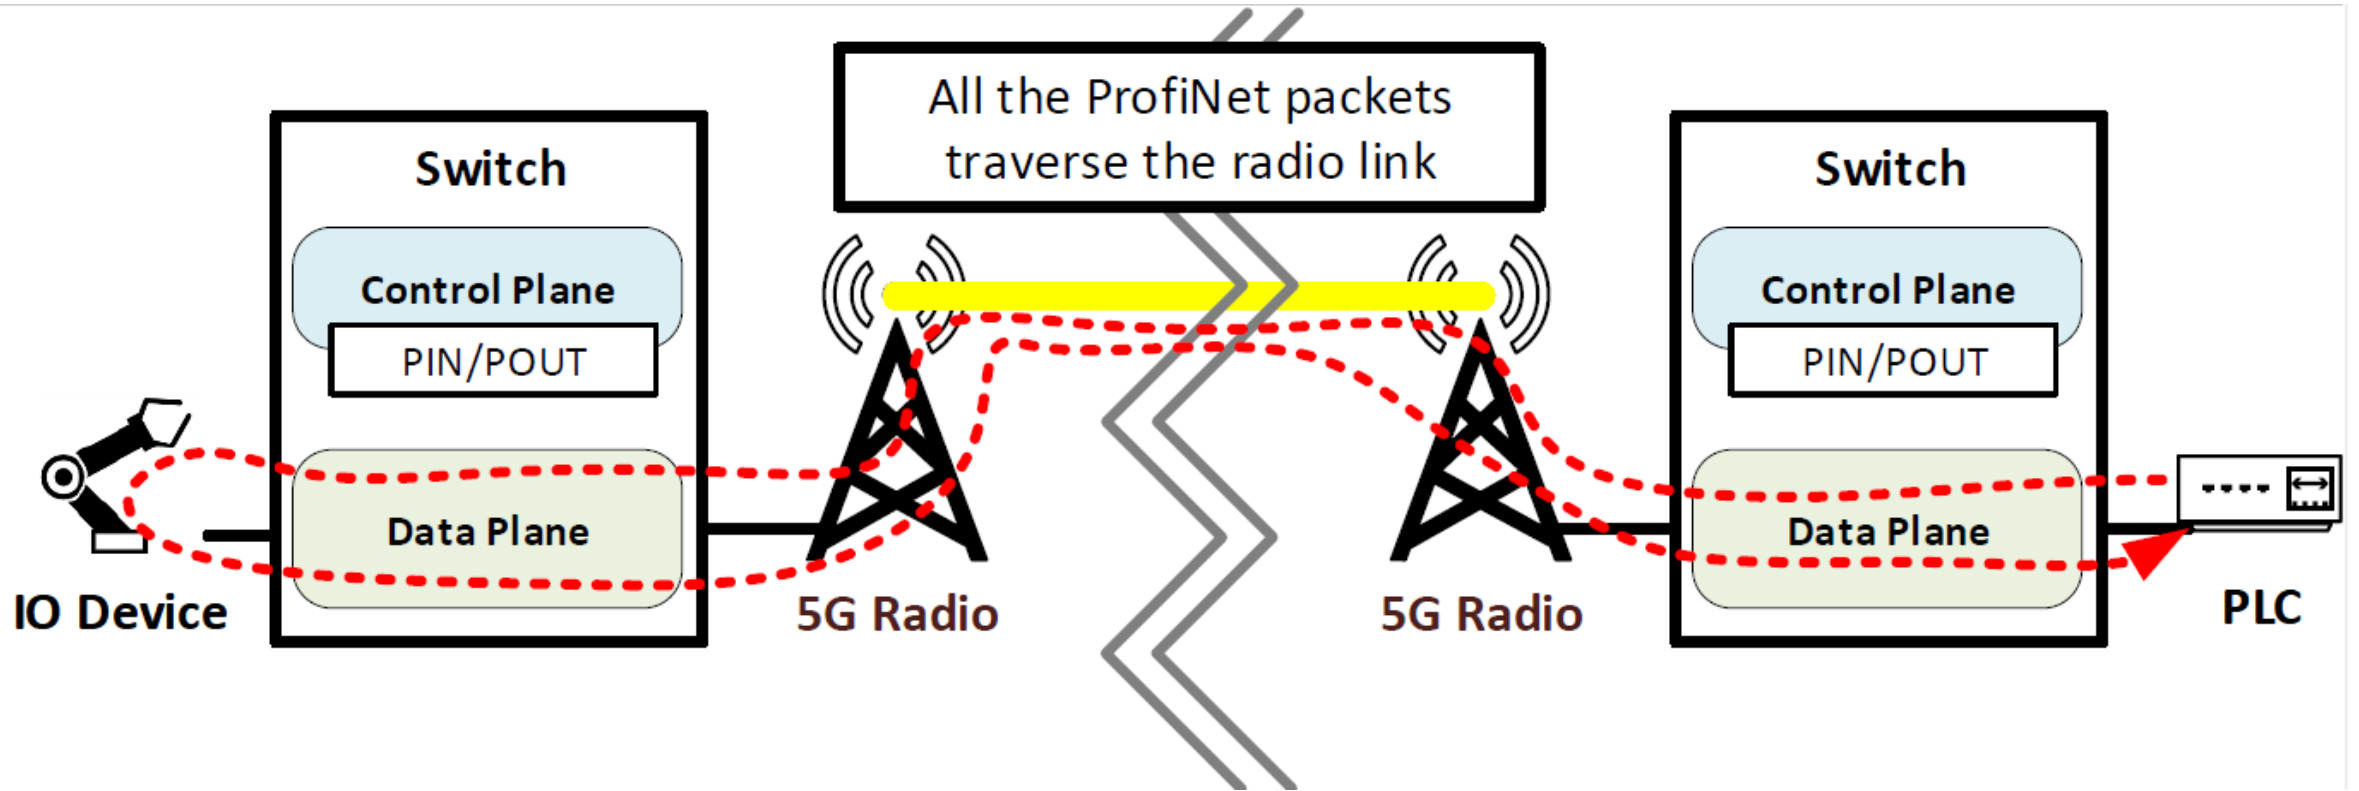 All the ProfiNet packets
traverse the radio link
Switch
Control Plane
PIN/POUT
Data Plane
IO Device
5G Radio
5G Radio
Switch
Control Plane
PIN/POUT
Data Plane
PLC